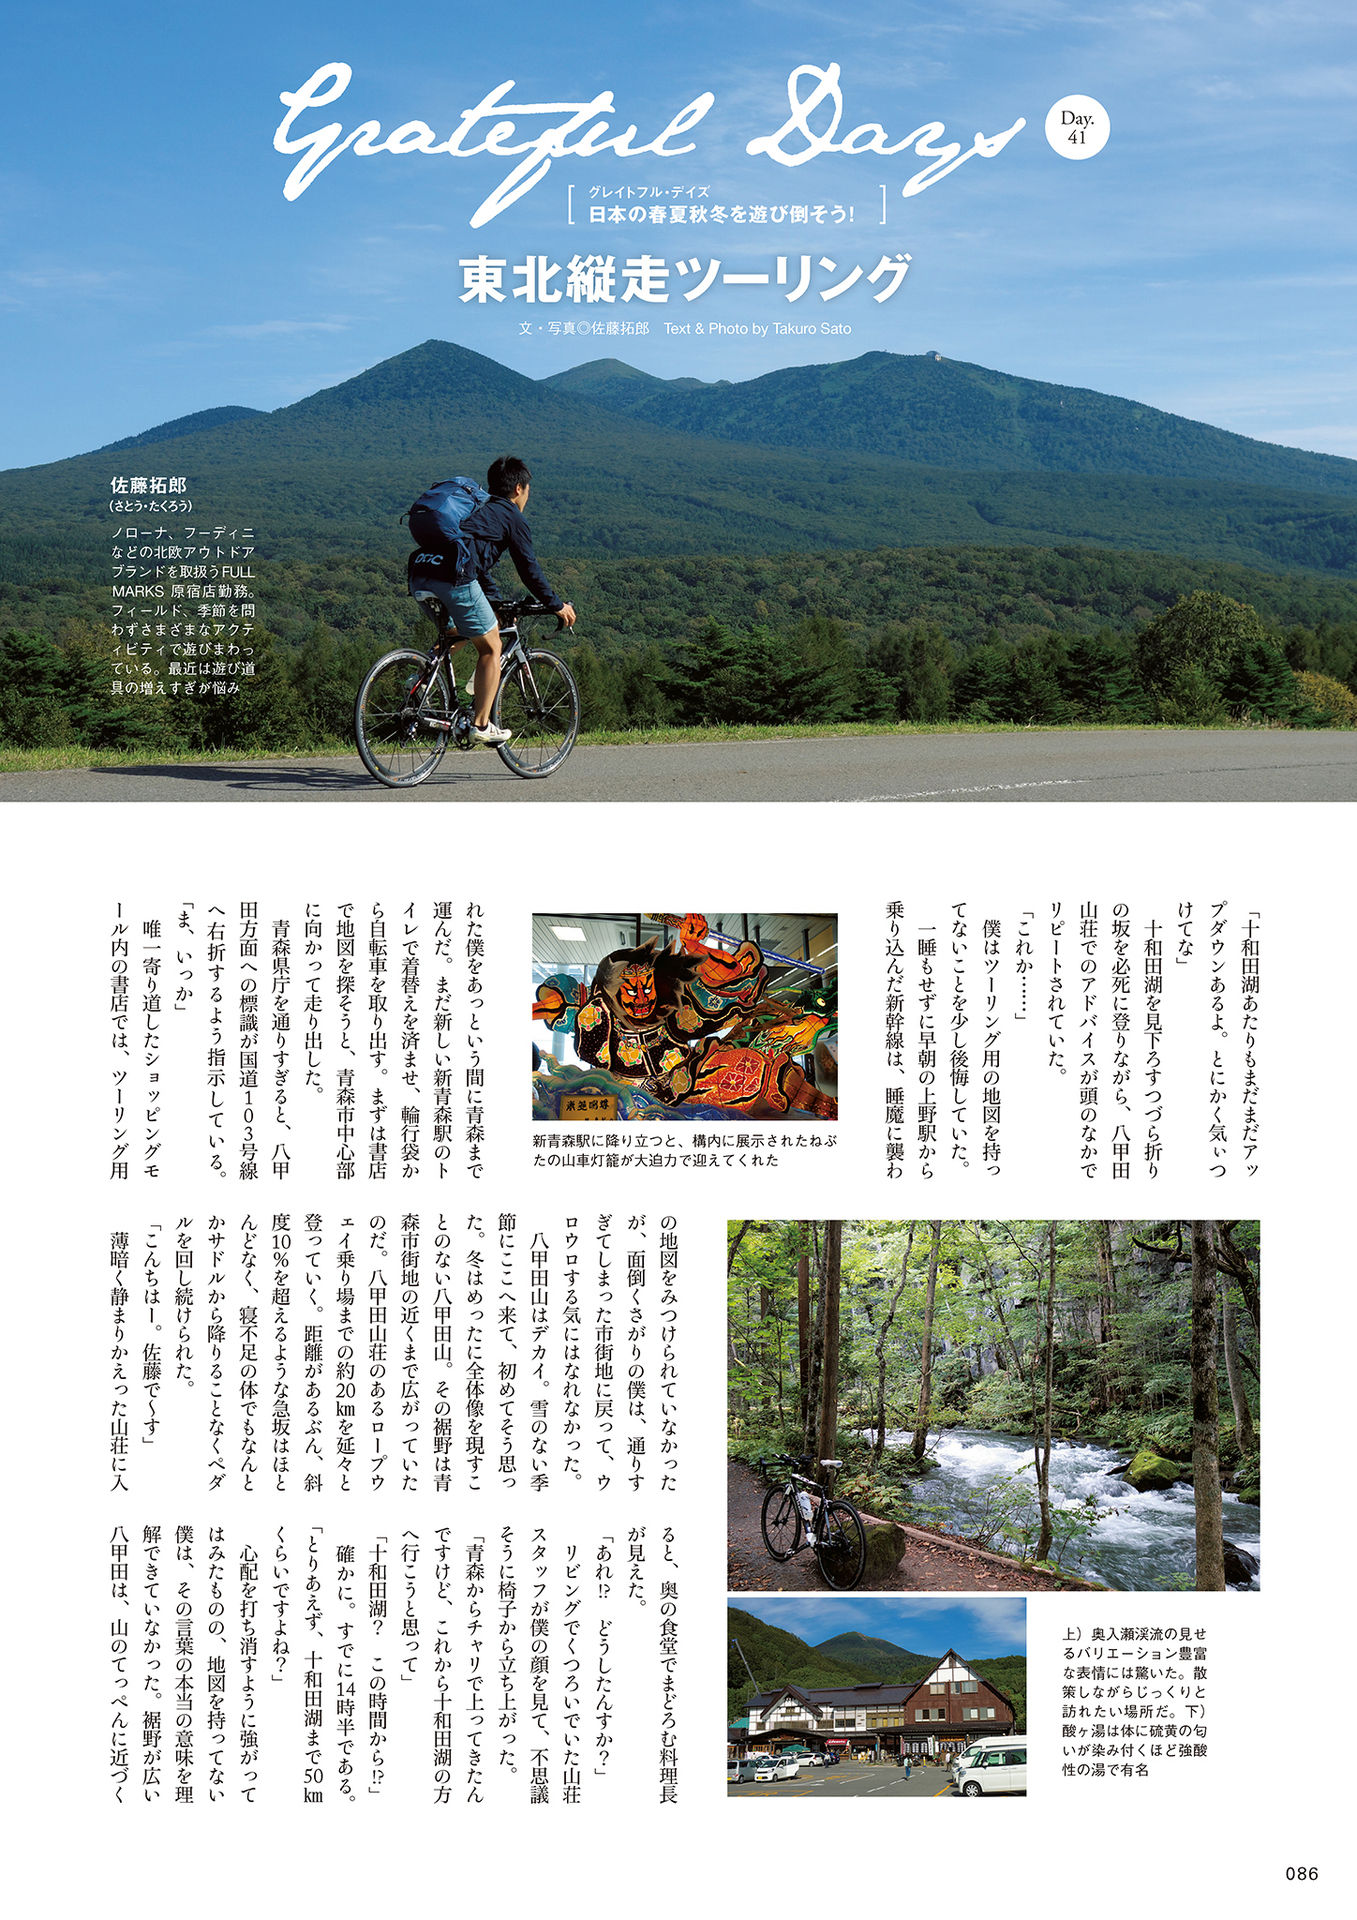 Grateful Days
Day.
41
グレイトフル・デイズ
日本の春夏秋冬を遊び倒そう!
東北縦走ツーリング
文・写真◎佐藤拓郎 Text & Photo by Takuro Sato
佐藤拓郎
(さとう・たくろう)
ノローナ、フーディニ
などの北欧アウトドア
ブランドを取扱うFULL
MARKS 原宿店勤務。
フィールド、季節を問
わずさまざまなアクテ
ィビティで遊びまわっ
ている。最近は遊び道
具の増えすぎが悩み
「十和田湖あたりもまだまだアッ
プダウンあるよ。とにかく気ぃつ
けてな」
十和田湖を見下ろすつづら折り
の坂を必死に登りながら、八甲田
山荘でのアドバイスが頭のなかで
リピートされていた。
「これか……」
僕はツーリング用の地図を持っ
てないことを少し後悔していた。
一睡もせずに早朝の上野駅から
乗り込んだ新幹線は、睡魔に襲わ
れた僕をあっという間に青森まで
運んだ。まだ新しい新青森駅のト
イレで着替えを済ませ、輪行袋か
ら自転車を取り出す。まずは書店
で地図を探そうと、青森市中心部
に向かって走り出した。
青森県庁を通りすぎると、八甲
田方面への標識が国道103号線
へ右折するよう指示している。
「ま、いっか」
唯一寄り道したショッピングモ
ール内の書店では、ツーリング用
新青森駅に降り立つと、構内に展示されたねぶ
たの山車灯籠が大迫力で迎えてくれた
の地図をみつけられていなかった
が、面倒くさがりの僕は、通りす
ぎてしまった市街地に戻って、ウ
ロウロする気にはなれなかった。
八甲田山はデカイ。雪のない季
節にここへ来て、初めてそう思っ
た。冬はめったに全体像を現すこ
とのない八甲田山。その裾野は青
森市街地の近くまで広がっていた
のだ。八甲田山荘のあるロープウ
ェイ乗り場までの約20㎞を延々と
登っていく。距離があるぶん、斜
度10%を超えるような急坂はほと
んどなく、寝不足の体でもなんと
かサドルから降りることなくペダ
ルを回し続けられた。
「こんちはー。佐藤で〜す」
薄暗く静まりかえった山荘に入
ると、奥の食堂でまどろむ料理長
が見えた。
「あれ!? どうしたんすか?」
リビングでくつろいでいた山荘
スタッフが僕の顔を見て、不思議
そうに椅子から立ち上がった。
「青森からチャリで上ってきたん
ですけど、これから十和田湖の方
へ行こうと思って」
「十和田湖? この時間から!?」
確かに。すでに14時半である。
「とりあえず、十和田湖まで50㎞
くらいですよね?」
心配を打ち消すように強がって
はみたものの、地図を持ってない
僕は、その言葉の本当の意味を理
解できていなかった。裾野が広い
八甲田は、山のてっぺんに近づく
上）奥入瀬渓流の見せ
るバリエーション豊富
な表情には驚いた。散
策しながらじっくりと
訪れたい場所だ。下）
酸ヶ湯は体に硫黄の匂
いが染み付くほど強酸
性の湯で有名
086